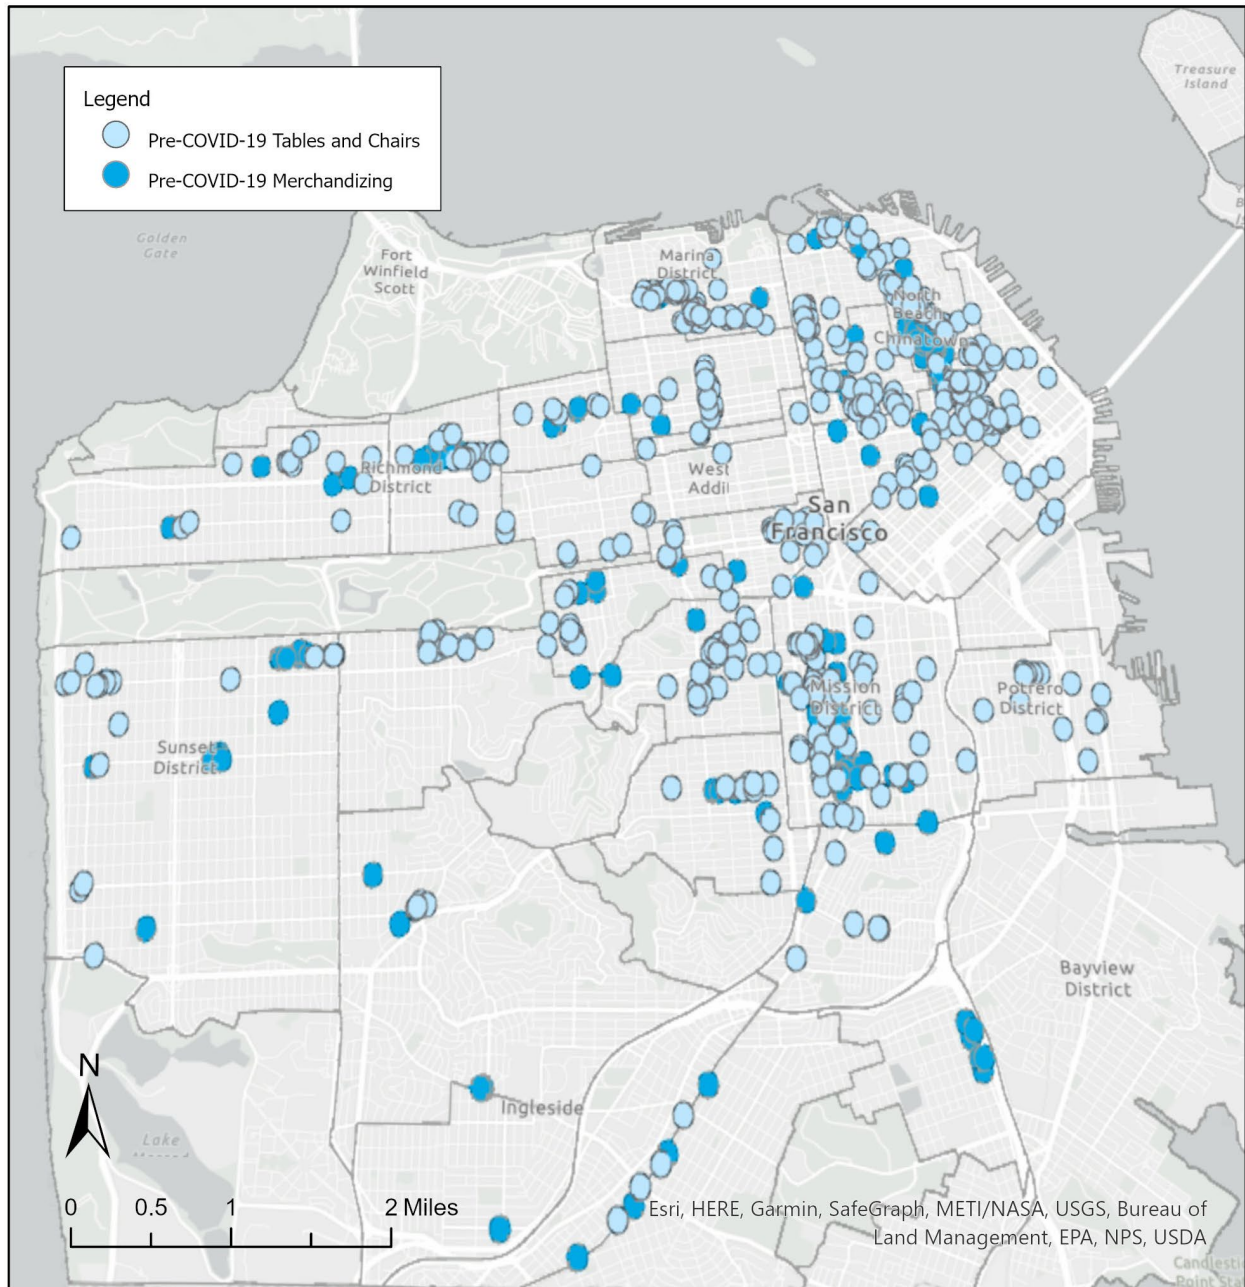 Legend
Pre-COVID-19 Tables and Chairs
Pre-COVID-19 Merchandizing
Treasure
Island
Golden
Gate
Fort
Winfield
Scott
Marina
District
North
Beach
Chinatown
Richmond
District
West
Addi
San
Francisco
Mission
District
Potrero
District
Sunset
District
Bayview
District
Ingleside
N
Lake
0 0.5 1 2 Miles
Esri, HERE, Garmin, SafeGraph, METI/NASA, USGS, Bureau of
Land Management, EPA, NPS, USDA
Candlestic
Point Sta